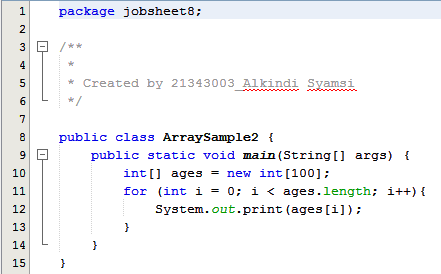 1 package jobsheet8;
2
3 /**
4 *
5 * Created by 21343003_Alkindi Syamsi
6 */
7
8 public class ArraySample2 {
9 public static void main(String[] args) {
10 int[] ages = new int[100];
11 for (int i = 0; i < ages.length; i++){
12 System.out.print(ages[i]);
13 }
14 }
15 }